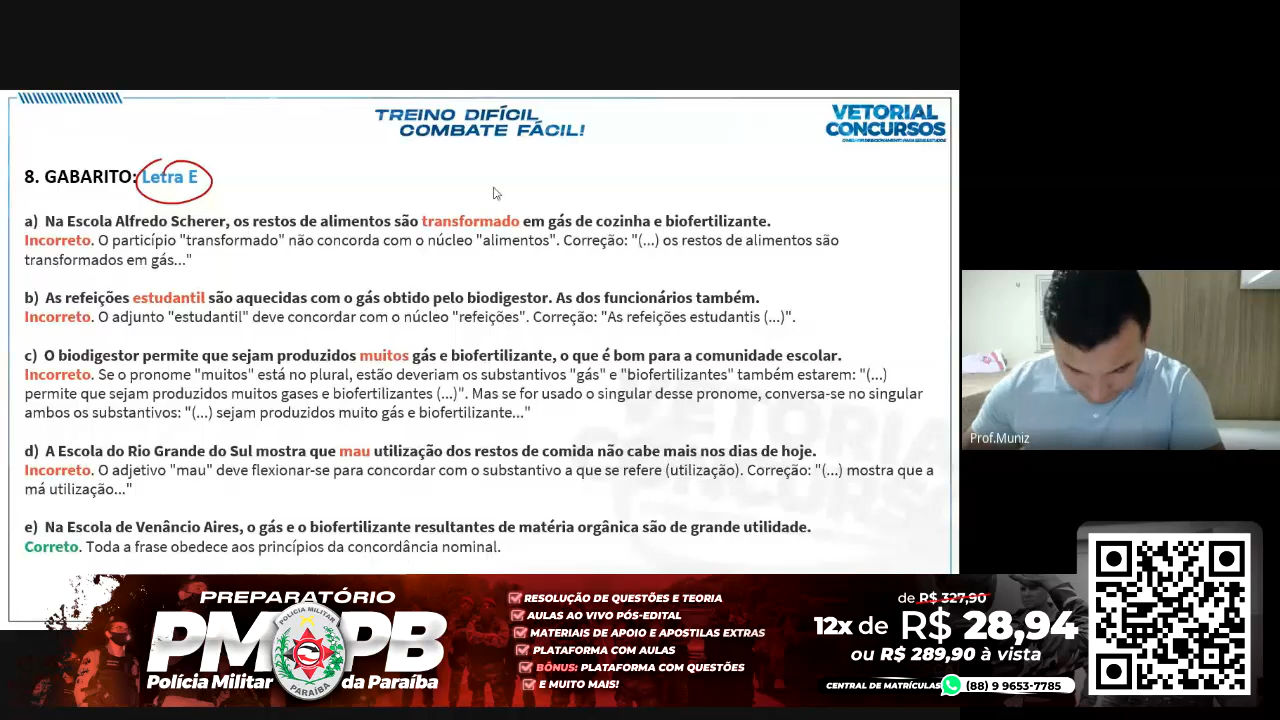 TREINO DIFÍCIL
COMBATE FÁCIL!
VETORIAL
CONCURSOS
8. GABARITO: Letra E
a) Na Escola Alfredo Scherer, os restos de alimentos são transformado em gás de cozinha e biofertilizante.
Incorreto. O particípio "transformado" não concorda com o núcleo "alimentos". Correção: "(...) os restos de alimentos são
transformados em gás..."
b) As refeições estudantil são aquecidas com o gás obtido pelo biodigestor. As dos funcionários também.
Incorreto. O adjunto "estudantil" deve concordar com o núcleo "refeições". Correção: "As refeições estudantis (...)".
c) O biodigestor permite que sejam produzidos muitos gás e biofertilizante, o que é bom para a comunidade escolar.
Incorreto. Se o pronome "muitos" está no plural, estão deveriam os substantivos "gás" e "biofertilizantes" também estarem: "(...)
permite que sejam produzidos muitos gases e biofertilizantes (...)". Mas se for usado o singular desse pronome, conversa-se no singular
ambos os substantivos: "(...) sejam produzidos muito gás e biofertilizante..."
d) A Escola do Rio Grande do Sul mostra que mau utilização dos restos de comida não cabe mais nos dias de hoje.
Incorreto. O adjetivo "mau" deve flexionar-se para concordar com o substantivo a que se refere (utilização). Correção: "(...) mostra que a
má utilização..."
e) Na Escola de Venâncio Aires, o gás e o biofertilizante resultantes de matéria orgânica são de grande utilidade.
Correto. Toda a frase obedece aos princípios da concordância nominal.
Prof.Muniz
PREPARATÓRIO
PM PB
POLÍCIA MILITAR
PARAÍBA
Polícia Militar da Paraíba
RESOLUÇÃO DE QUESTÕES E TEORIA
AULAS AO VIVO PÓS-EDITAL
MATERIAIS DE APOIO E APOSTILAS EXTRAS
PLATAFORMA COM AULAS
BÔNUS: PLATAFORMA COM QUESTÕES
E MUITO MAIS!
de R$ 327,90
12x de R$ 28,94
ou R$ 289,90 à vista
CENTRAL DE MATRÍCULAS (88) 9 9653-7785